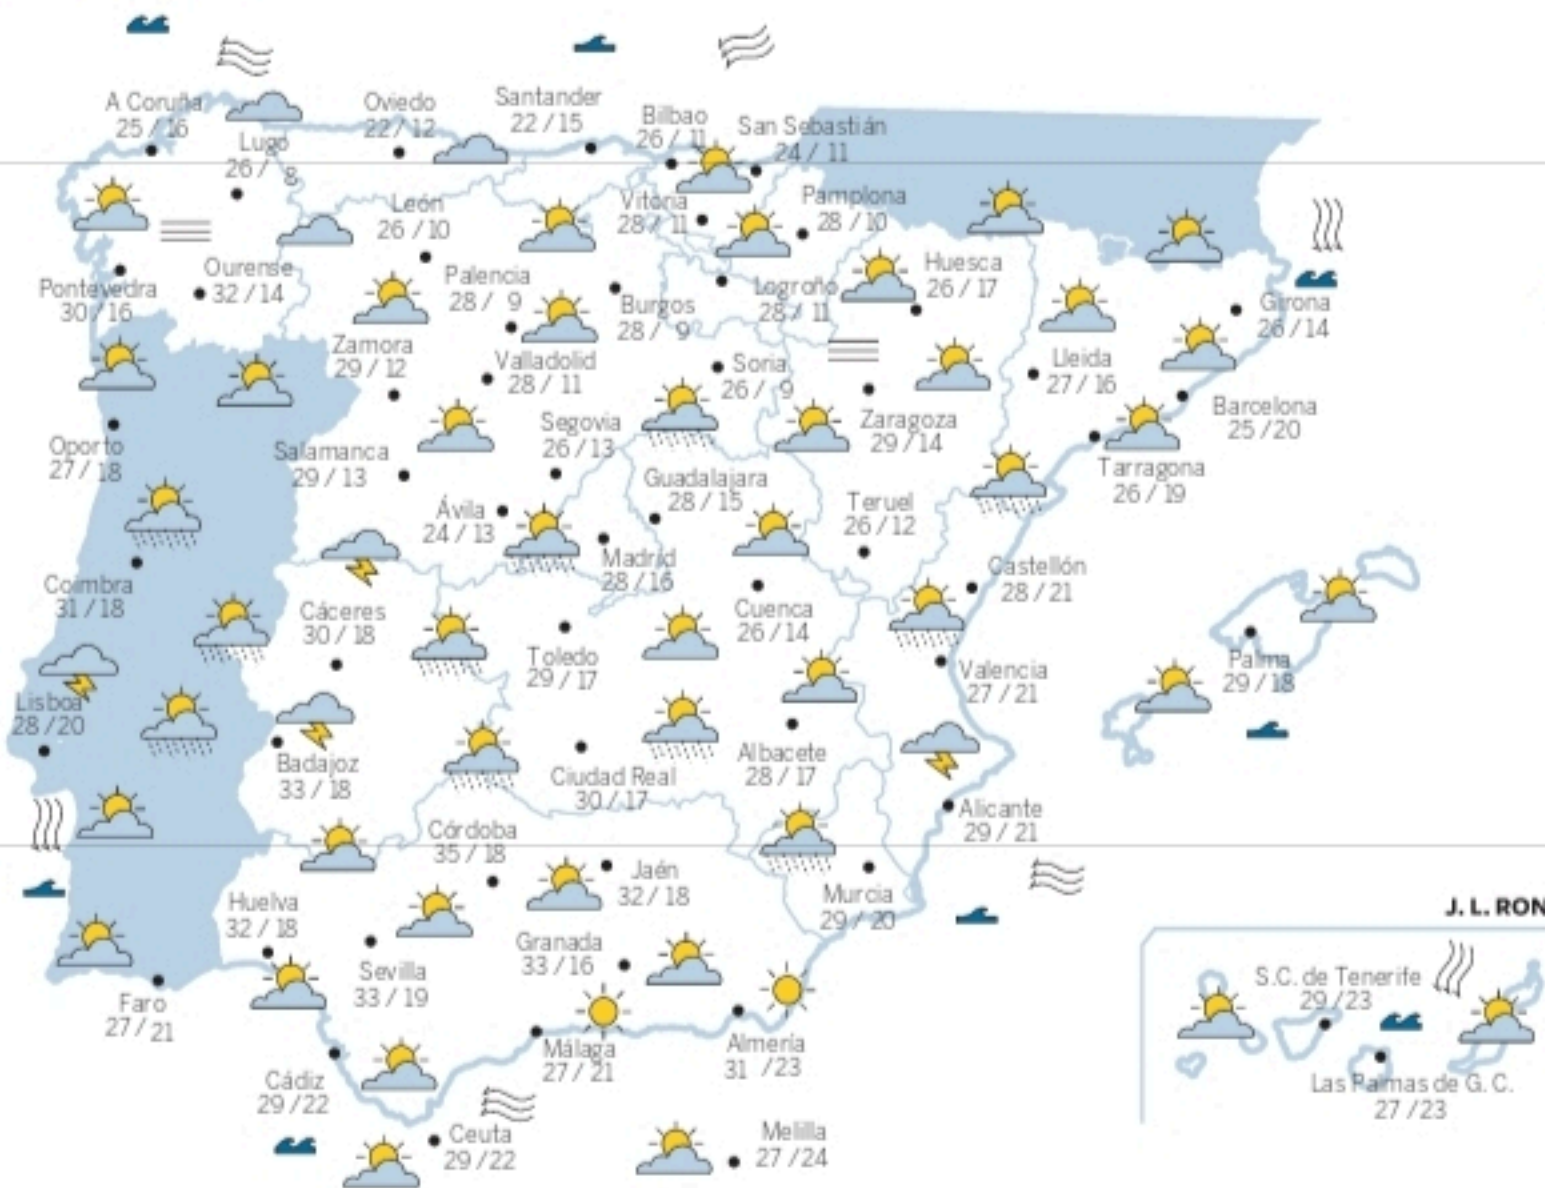 A Coruña
25 / 16
Oviedo
22 / 12
Santander
22 / 15
Bilbao
26 / 11
San Sebastián
24 / 11
Lugo
26 / 8
León
26 / 10
Vitoria
28 / 11
Pamplona
28 / 10
Pontevedra
30 / 16
Ourense
32 / 14
Palencia
28 / 9
Burgos
28 / 9
Logroño
28 / 11
Huesca
26 / 17
Girona
26 / 14
Zamora
29 / 12
Valladolid
28 / 11
Soria
26 / 9
Lleida
27 / 16
Barcelona
25 / 20
Oporto
27 / 18
Salamanca
29 / 13
Segovia
26 / 13
Zaragoza
29 / 14
Tarragona
26 / 19
Ávila
24 / 13
Guadalajara
28 / 15
Teruel
26 / 12
Madrid
28 / 16
Coimbra
31 / 18
Cáceres
30 / 18
Cuenca
26 / 14
Castellón
28 / 21
Toledo
29 / 17
Valencia
27 / 21
Palma
29 / 18
Lisboa
28 / 20
Badajoz
33 / 18
Ciudad Real
30 / 17
Albacete
28 / 17
Alicante
29 / 21
Córdoba
35 / 18
Jaén
32 / 18
Murcia
29 / 20
Huelva
32 / 18
Sevilla
33 / 19
Granada
33 / 16
Faro
27 / 21
Málaga
27 / 21
Almería
31 / 23
Cádiz
29 / 22
Ceuta
29 / 22
Melilla
27 / 24
J. L. RON
S.C. de Tenerife
29 / 23
Las Palmas de G. C.
27 / 23